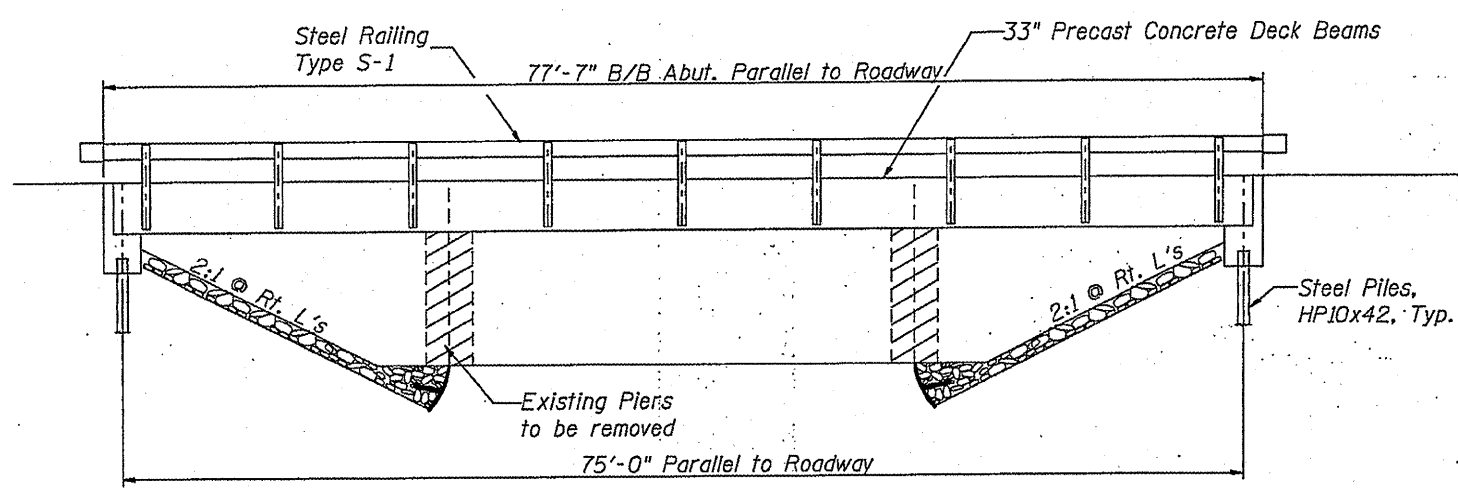 Steel Railing
Type S-1
33" Precast Concrete Deck Beams
77'-7" B/B Abut. Parallel to Roadway
2:1 @ Rt. L's
2:1 @ Rt. L's
Steel Piles,
HP10x42, Typ.
Existing Piers
to be removed
75'-0" Parallel to Roadway